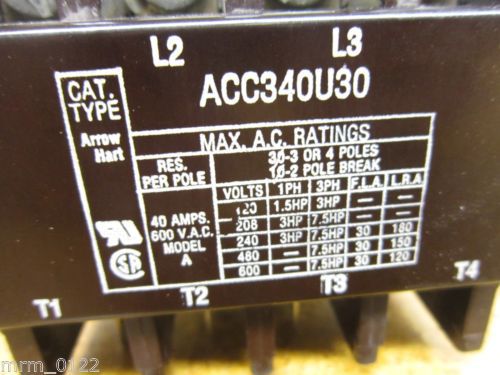 L2 L3
CAT. TYPE ACC340U30
Arrow Hart
MAX. A.C. RATINGS
RES. PER POLE
3Ø-3 OR 4 POLES
1Ø-2 POLE BREAK
VOLTS 1PH 3PH F.L.A. L.R.A.
40 AMPS. 600 V.A.C. MODEL A
120 1.5HP 3HP — —
208 3HP 7.5HP — —
240 3HP 7.5HP 30 180
480 — 7.5HP 30 150
600 — 7.5HP 30 120
T1 T2 T3 T4
mrm_0122